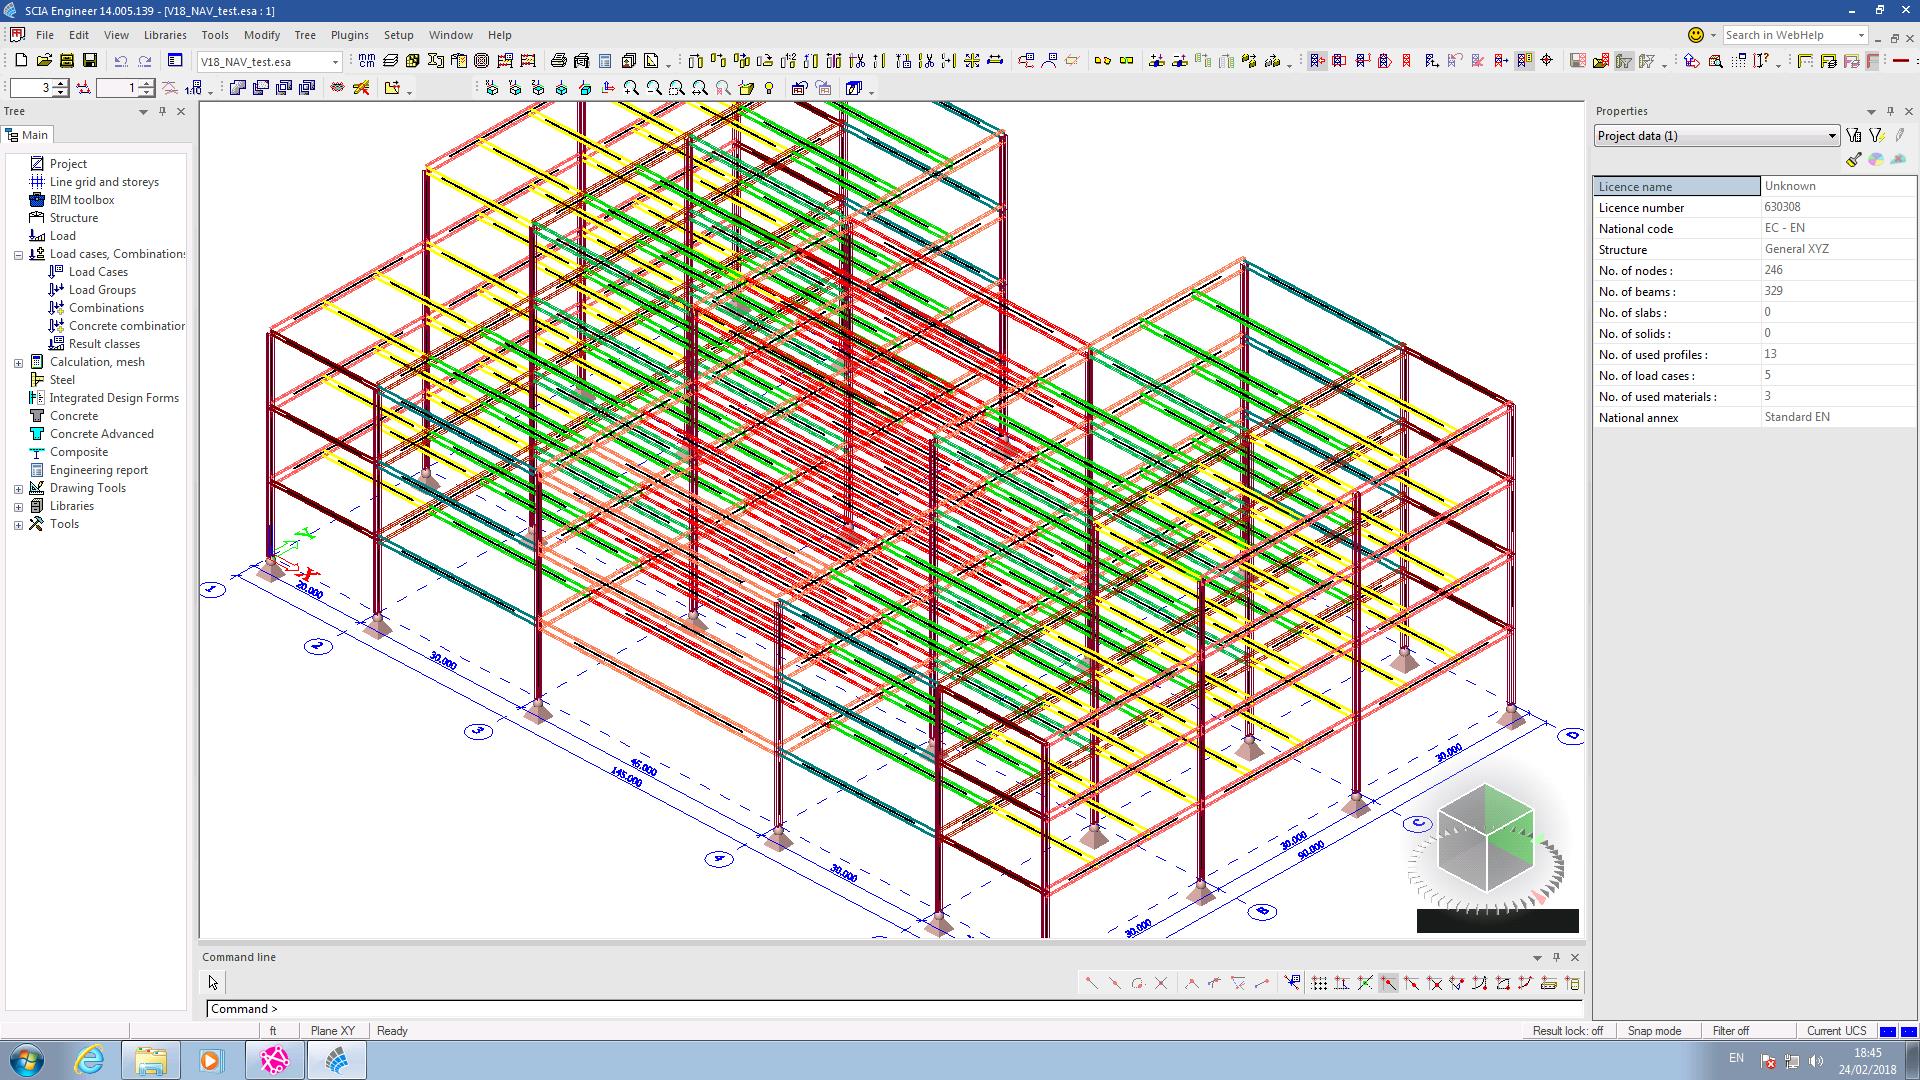 SCIA Engineer 14.005.139 - [V18_NAV_test.esa : 1]
File Edit View Libraries Tools Modify Tree Plugins Setup Window Help
Search in WebHelp
V18_NAV_test.esa
3 1
Tree
Main
Project
Line grid and storeys
BIM toolbox
Structure
Load
Load cases, Combinations
Load Cases
Load Groups
Combinations
Concrete combination
Result classes
Calculation, mesh
Steel
Integrated Design Forms
Concrete
Concrete Advanced
Composite
Engineering report
Drawing Tools
Libraries
Tools
Y
X
1
20.000
2
30.000
3
45.000
145.000
4
30.000
30.000
B
30.000
90.000
C
30.000
D
Properties
Project data (1)
Licence name Unknown
Licence number 630308
National code EC - EN
Structure General XYZ
No. of nodes : 246
No. of beams : 329
No. of slabs : 0
No. of solids : 0
No. of used profiles : 13
No. of load cases : 5
No. of used materials : 3
National annex Standard EN
Command line
Command >
ft Plane XY Ready
Result lock: off Snap mode Filter off Current UCS
EN
18:45
24/02/2018